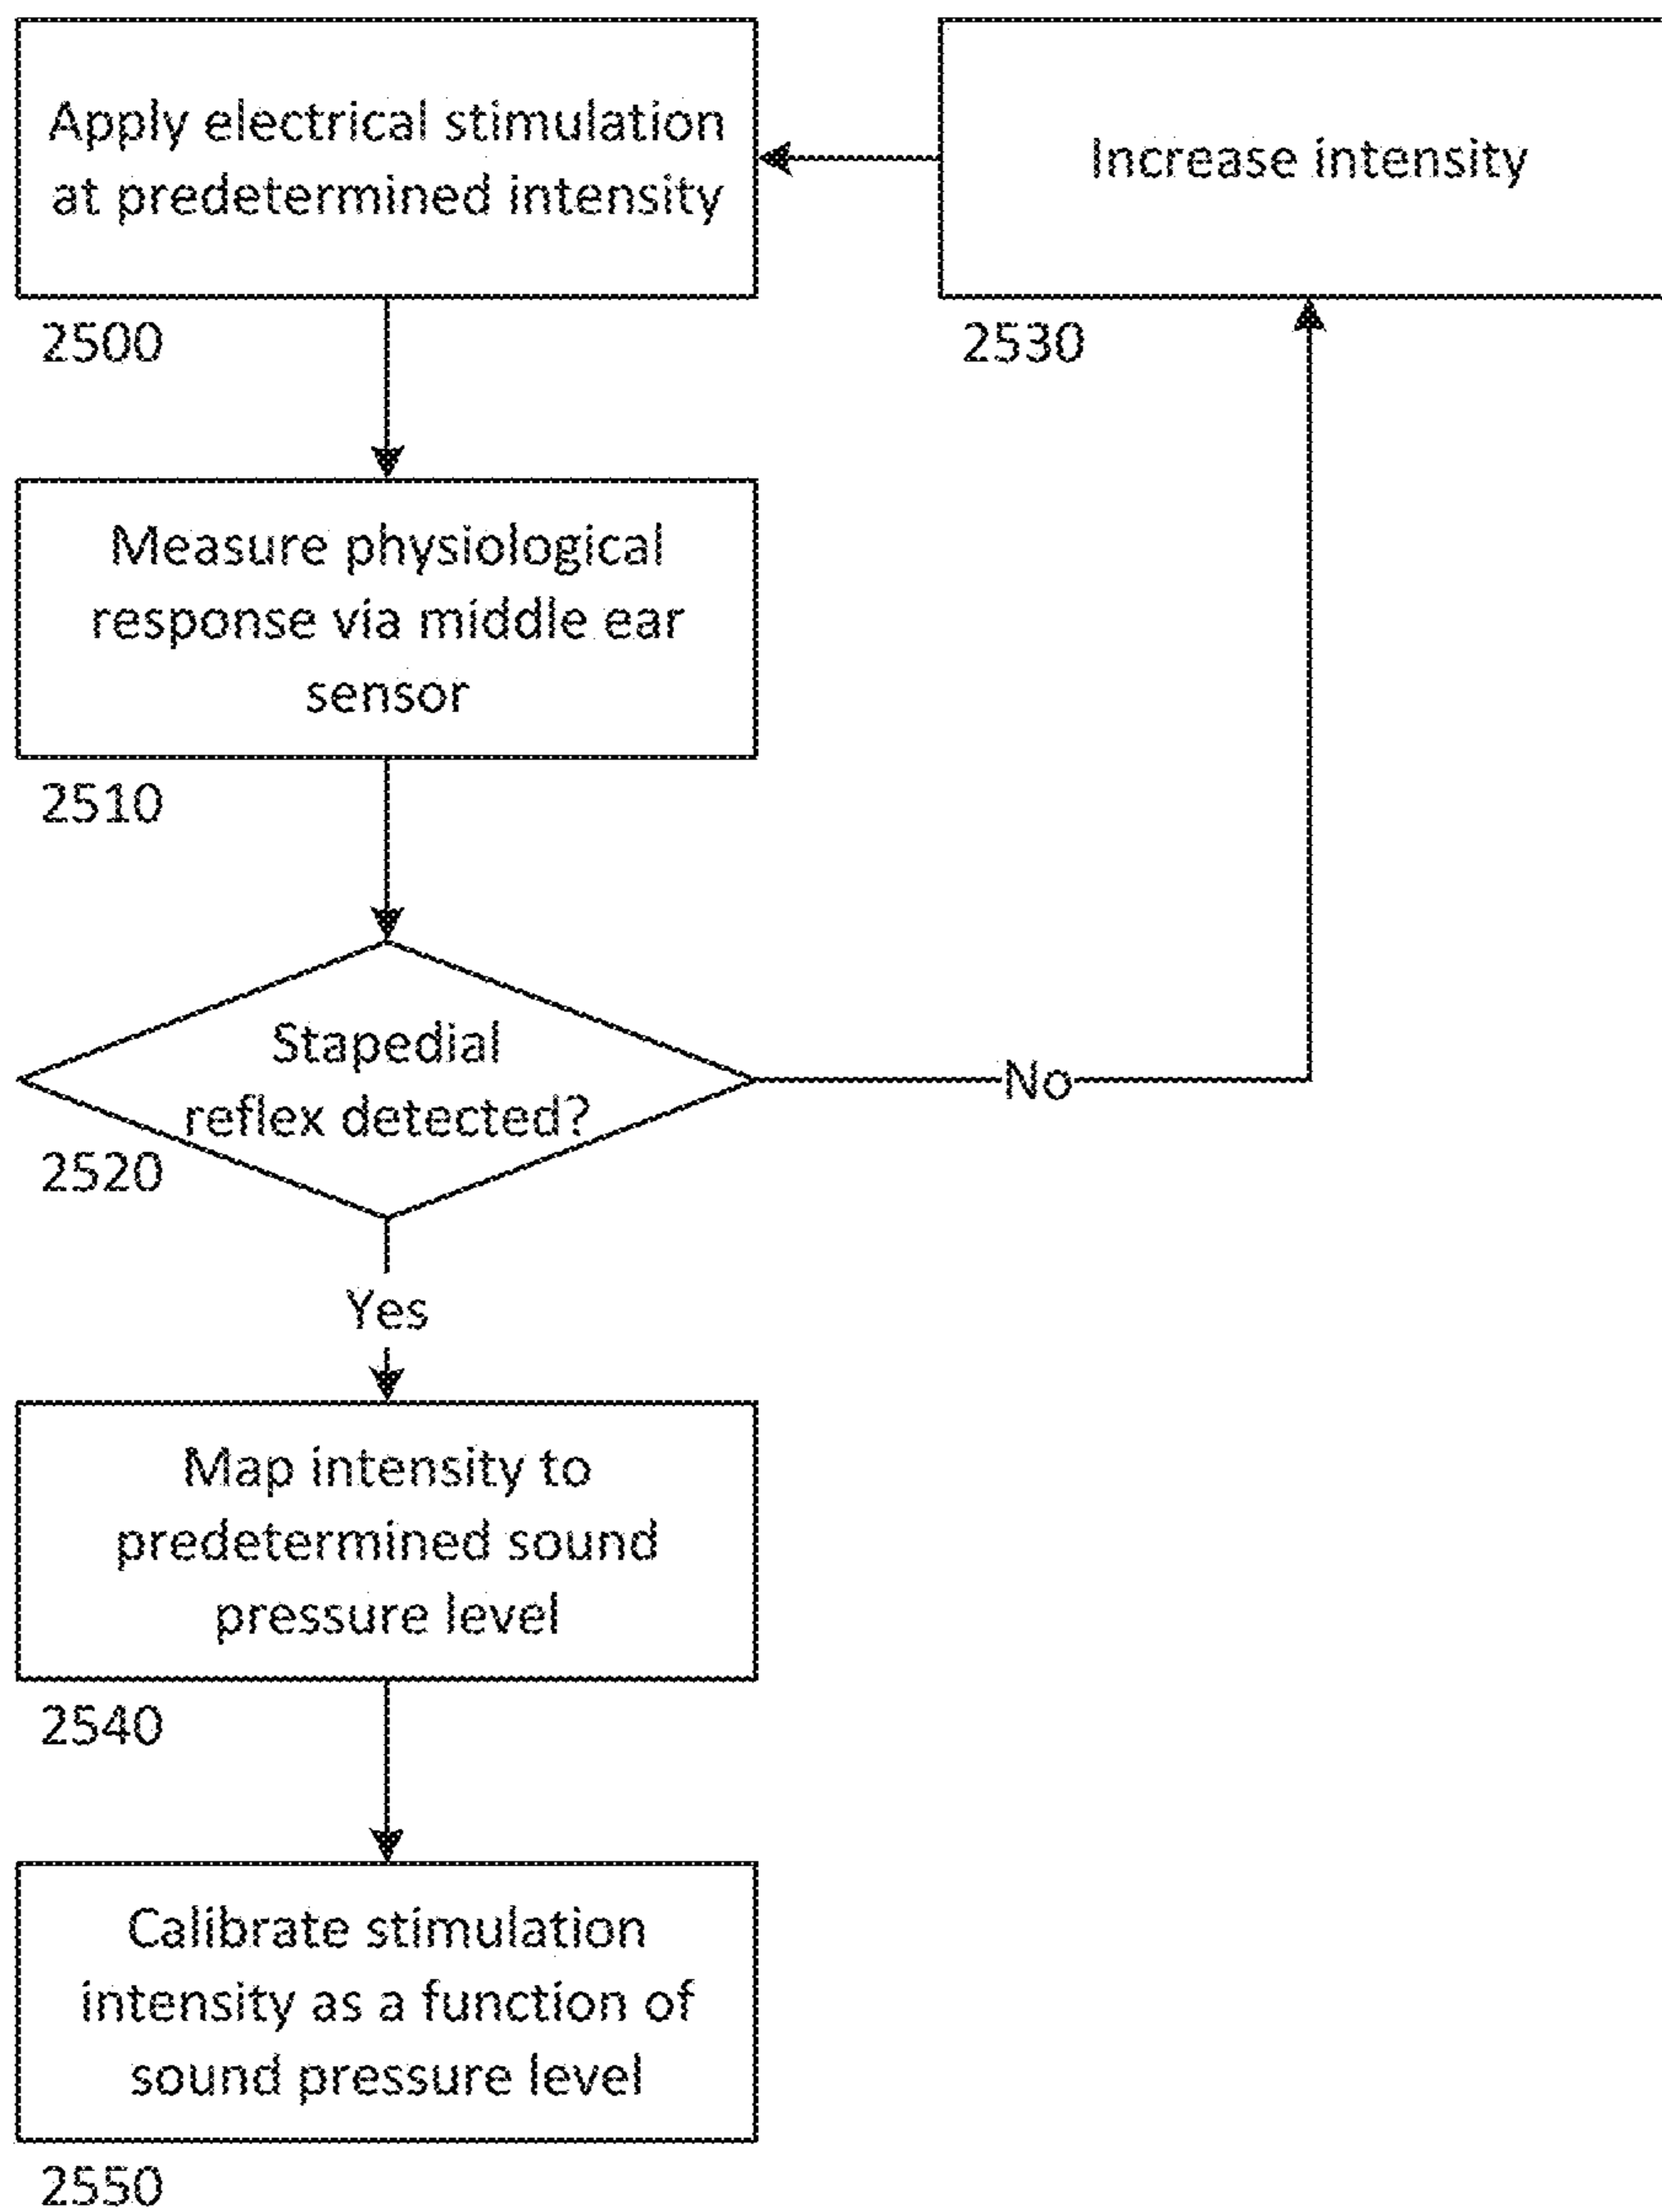 Apply electrical stimulation
at predetermined intensity
2500
Increase intensity
2530
Measure physiological
response via middle ear
sensor
2510
Stapedial
reflex detected?
2520
No
Yes
Map intensity to
predetermined sound
pressure level
2540
Calibrate stimulation
intensity as a function of
sound pressure level
2550